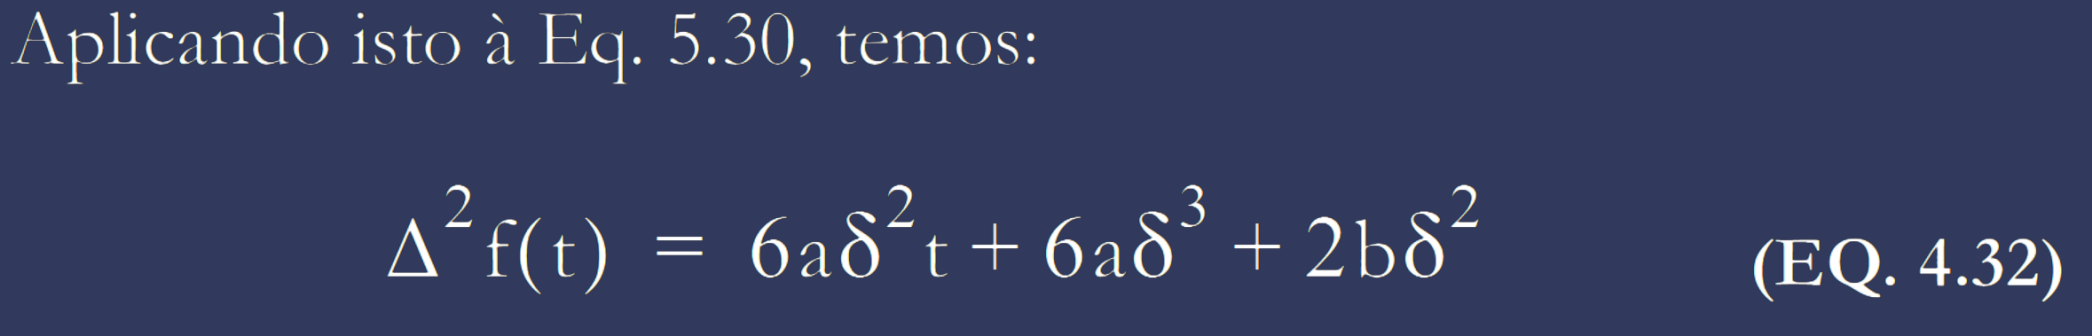 Aplicando isto à Eq. 5.30, temos:
Δ²f(t) = 6aδ²t + 6aδ³ + 2bδ² (EQ. 4.32)